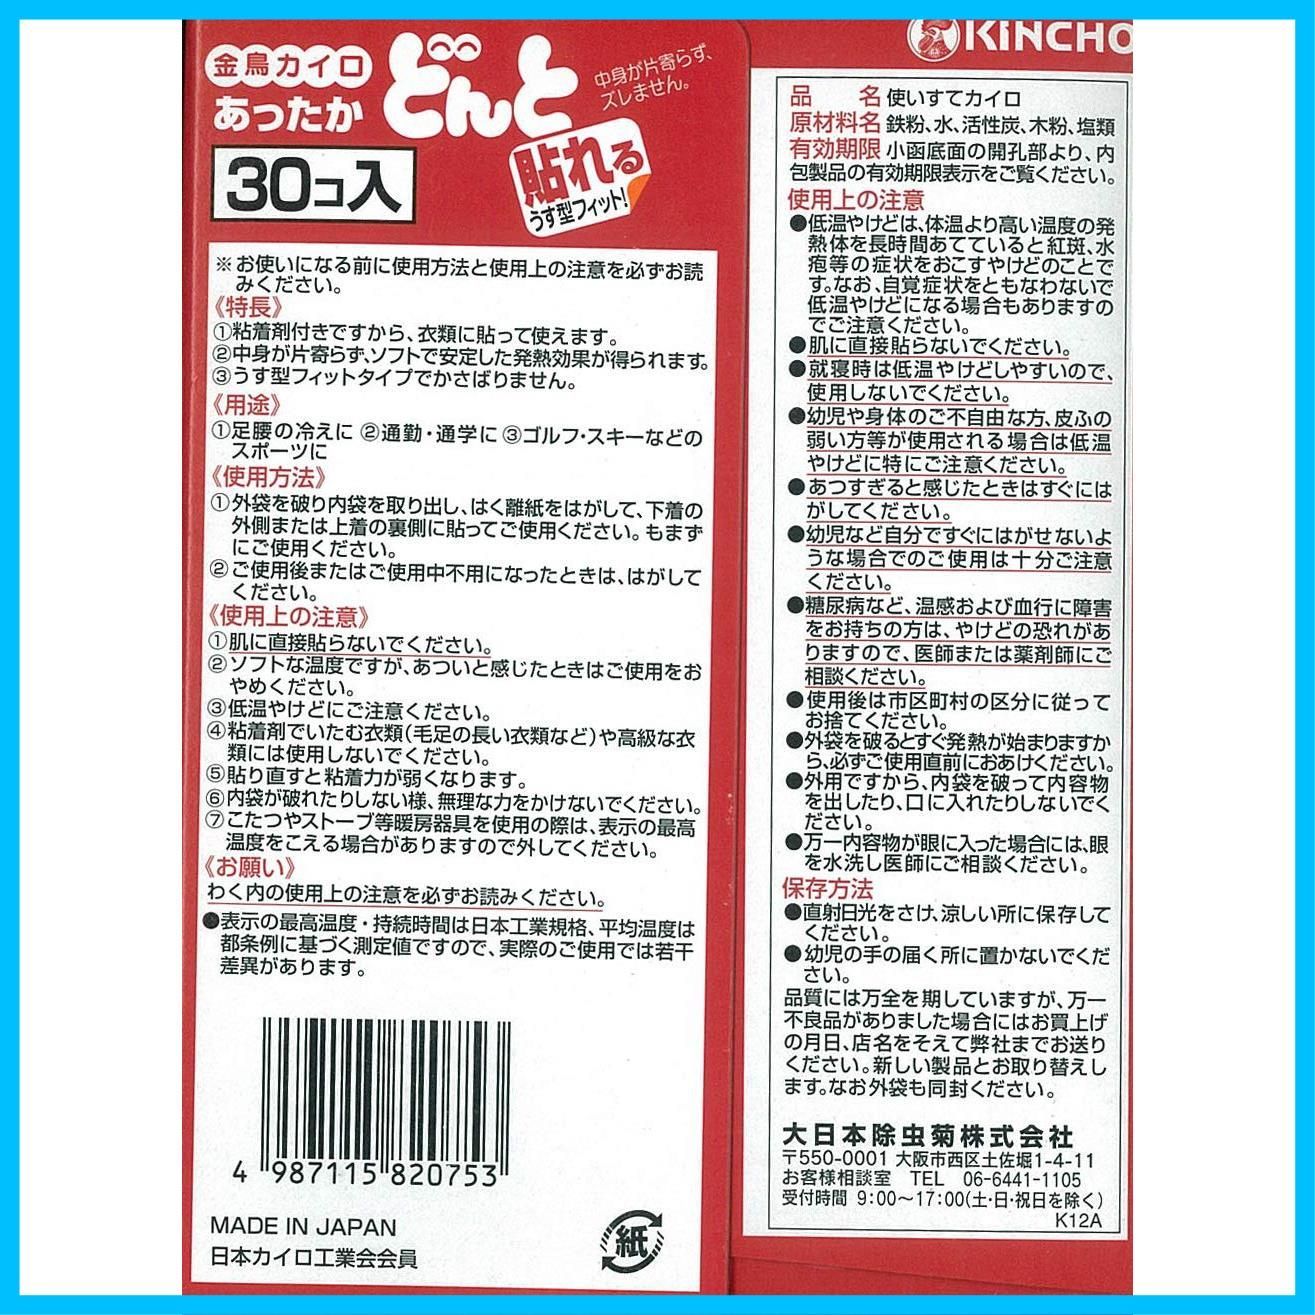 金鳥カイロ
あったか
どんと
中身が片寄らず、
ズレません。
貼れる
うす型フィット!
30コ入
※お使いになる前に使用方法と使用上の注意を必ずお読
みください。
《特長》
①粘着剤付きですから、衣類に貼って使えます。
②中身が片寄らず、ソフトで安定した発熱効果が得られます。
③うす型フィットタイプでかさばりません。
《用途》
①足腰の冷えに ②通勤・通学に ③ゴルフ・スキーなどの
スポーツに
《使用方法》
①外袋を破り内袋を取り出し、はく離紙をはがして、下着の
外側または上着の裏側に貼ってご使用ください。もまず
にご使用ください。
②ご使用後またはご使用中不用になったときは、はがして
ください。
《使用上の注意》
①肌に直接貼らないでください。
②ソフトな温度ですが、あついと感じたときはご使用をお
やめください。
③低温やけどにご注意ください。
④粘着剤でいたむ衣類(毛足の長い衣類など)や高級な衣
類には使用しないでください。
⑤貼り直すと粘着力が弱くなります。
⑥内袋が破れたりしない様、無理な力をかけないでください。
⑦こたつやストーブ等暖房器具を使用の際は、表示の最高
温度をこえる場合がありますので外してください。
《お願い》
わく内の使用上の注意を必ずお読みください。
●表示の最高温度・持続時間は日本工業規格、平均温度は
都条例に基づく測定値ですので、実際のご使用では若干
差異があります。
4 987115 820753
MADE IN JAPAN
日本カイロ工業会会員
紙
KINCHO
品　名 使いすてカイロ
原材料名 鉄粉、水、活性炭、木粉、塩類
有効期限 小函底面の開孔部より、内
包製品の有効期限表示をご覧ください。
使用上の注意
●低温やけどは、体温より高い温度の発
熱体を長時間あてていると紅斑、水
疱等の症状をおこすやけどのことで
す。なお、自覚症状をともなわないで
低温やけどになる場合もありますの
でご注意ください。
●肌に直接貼らないでください。
●就寝時は低温やけどしやすいので、
使用しないでください。
●幼児や身体のご不自由な方、皮ふの
弱い方等が使用される場合は低温
やけどに特にご注意ください。
●あつすぎると感じたときはすぐには
がしてください。
●幼児など自分ですぐにはがせないよ
うな場合でのご使用は十分ご注意
ください。
●糖尿病など、温感および血行に障害
をお持ちの方は、やけどの恐れがあ
りますので、医師または薬剤師にご
相談ください。
●使用後は市区町村の区分に従って
お捨てください。
●外袋を破るとすぐ発熱が始まりますか
ら、必ずご使用直前におあけください。
●外用ですから、内袋を破って内容物
を出したり、口に入れたりしないでく
ださい。
●万一内容物が眼に入った場合には、眼
を水洗し医師にご相談ください。
保存方法
●直射日光をさけ、涼しい所に保存して
ください。
●幼児の手の届く所に置かないでくだ
さい。
品質には万全を期していますが、万一
不良品がありました場合にはお買上げ
の月日、店名をそえて弊社までお送り
ください。新しい製品とお取り替えし
ます。なお外袋も同封ください。
大日本除虫菊株式会社
〒550-0001 大阪市西区土佐堀1-4-11
お客様相談室 TEL 06-6441-1105
受付時間 9:00〜17:00(土・日・祝日を除く)
K12A